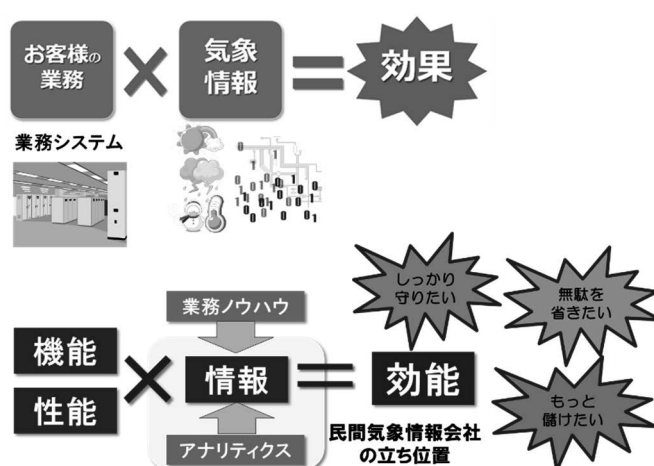 お客様の
業務
×
気象
情報
=
効果
業務システム
業務ノウハウ
機能
性能
×
情報
=
効能
アナリティクス
しっかり
守りたい
無駄を
省きたい
もっと
儲けたい
民間気象情報会社
の立ち位置